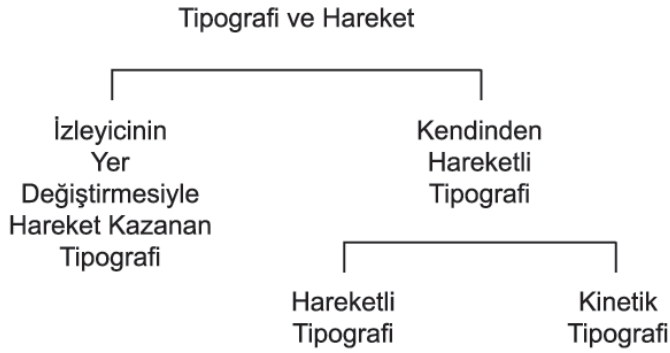 Tipografi ve Hareket
İzleyicinin
Yer
Değiştirmesiyle
Hareket Kazanan
Tipografi
Kendinden
Hareketli
Tipografi
Hareketli
Tipografi
Kinetik
Tipografi